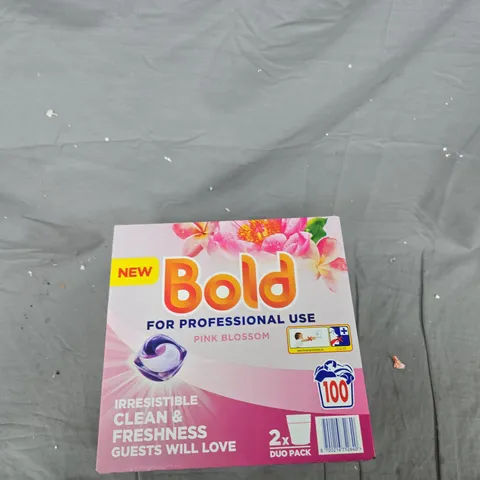 NEW
Bold
FOR PROFESSIONAL USE
PINK BLOSSOM
100
IRRESISTIBLE
CLEAN &
FRESHNESS
GUESTS WILL LOVE
2x
DUO PACK